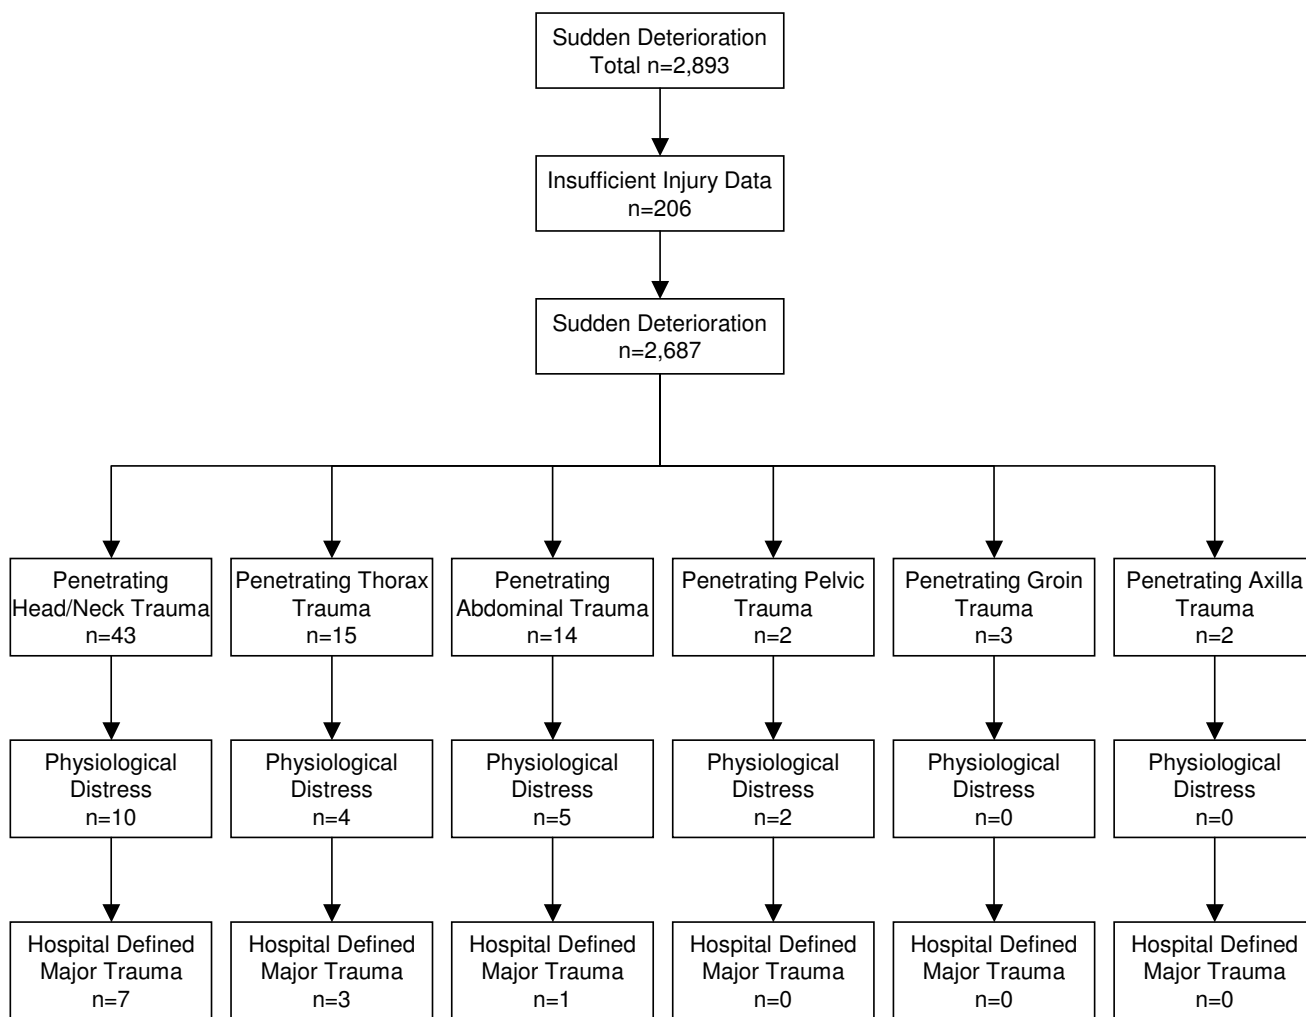 Sudden Deterioration
Total n=2,893
Insufficient Injury Data
n=206
Sudden Deterioration
n=2,687
Penetrating
Head/Neck Trauma
n=43
Penetrating Thorax
Trauma
n=15
Penetrating
Abdominal Trauma
n=14
Penetrating Pelvic
Trauma
n=2
Penetrating Groin
Trauma
n=3
Penetrating Axilla
Trauma
n=2
Physiological
Distress
n=10
Physiological
Distress
n=4
Physiological
Distress
n=5
Physiological
Distress
n=2
Physiological
Distress
n=0
Physiological
Distress
n=0
Hospital Defined
Major Trauma
n=7
Hospital Defined
Major Trauma
n=3
Hospital Defined
Major Trauma
n=1
Hospital Defined
Major Trauma
n=0
Hospital Defined
Major Trauma
n=0
Hospital Defined
Major Trauma
n=0